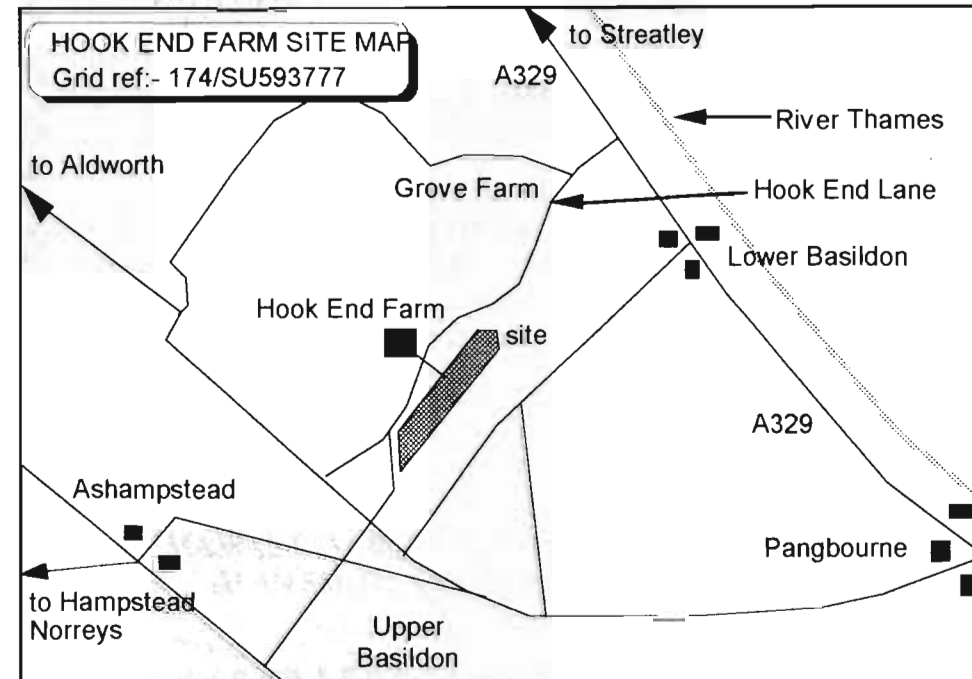 HOOK END FARM SITE MAP
Grid ref:- 174/SU593777
to Streatley
A329
River Thames
to Aldworth
Grove Farm
Hook End Lane
Lower Basildon
Hook End Farm
site
A329
Ashampstead
Pangbourne
to Hampstead
Norreys
Upper
Basildon